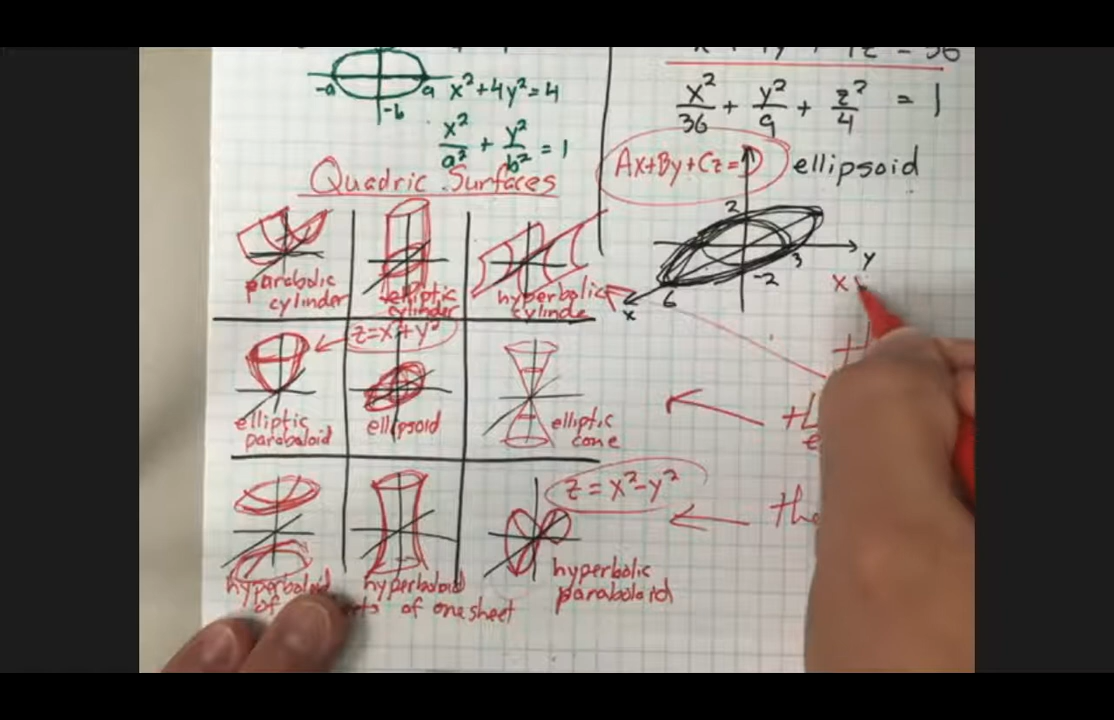 -a a x²+4y²=4
-b
x²/a² + y²/b² = 1
Quadric Surfaces
parabolic cylinder
elliptic cylinder
hyperbolic cylinde
z=x²+y²
elliptic paraboloid
ellipsoid
elliptic cone
z = x²-y²
hyperboloid
of
hyperboloid
of one sheet
hyperbolic paraboloid
x²/36 + y²/9 + z²/4 = 1
Ax+By+Cz=D
ellipsoid
2
3
y
-2
6
x
x